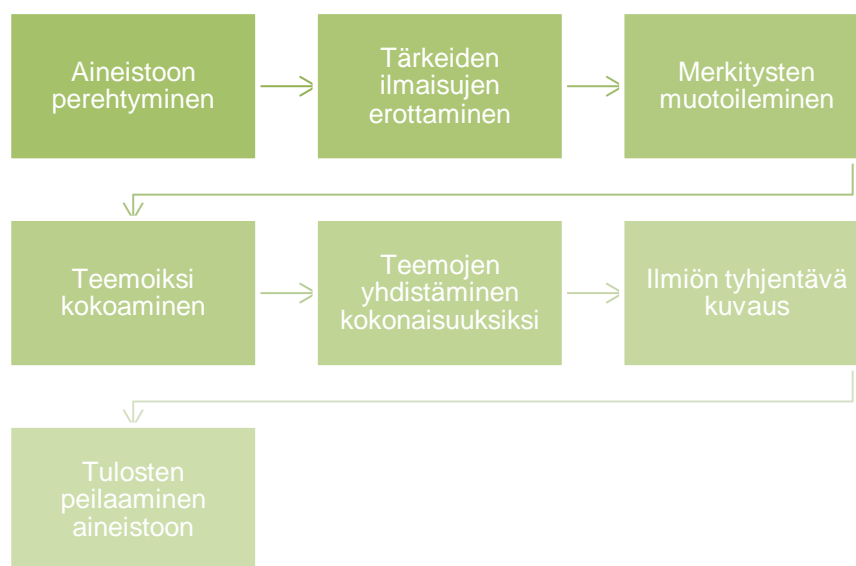 Aineistoon
perehtyminen
Tärkeiden
ilmaisujen
erottaminen
Merkitysten
muotoileminen
Teemoiksi
kokoaminen
Teemojen
yhdistäminen
kokonaisuuksiksi
Ilmiön tyhjentävä
kuvaus
Tulosten
peilaaminen
aineistoon